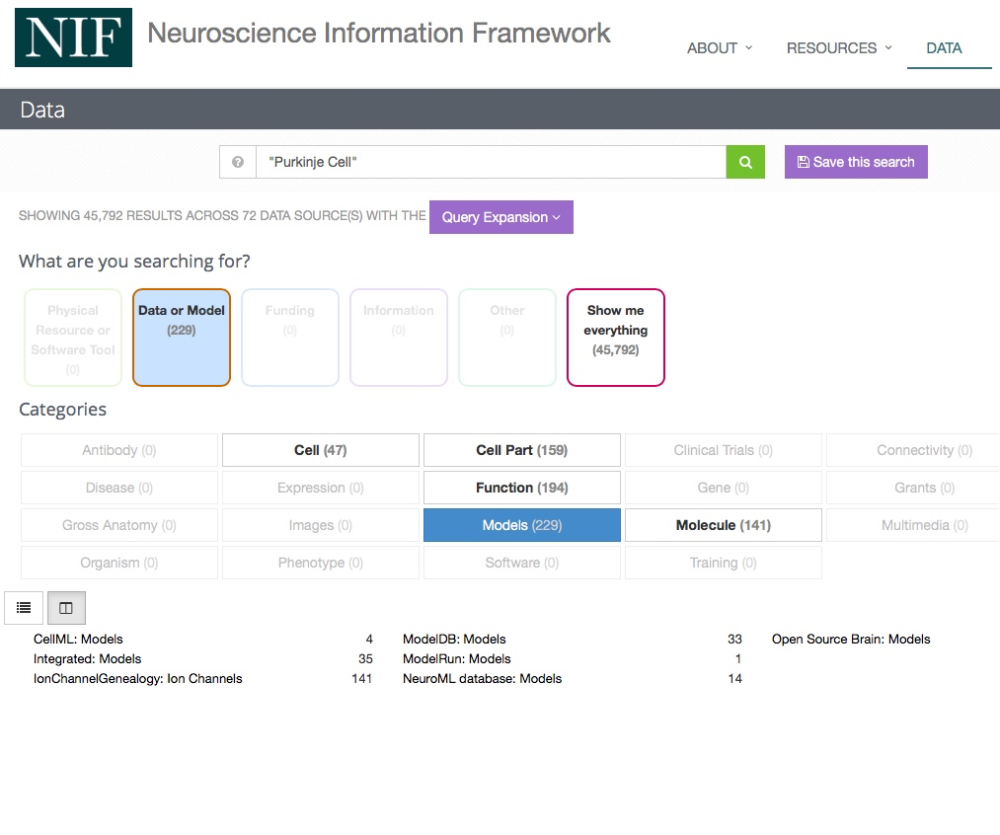 NIF Neuroscience Information Framework
ABOUT RESOURCES DATA
Data
"Purkinje Cell" Save this search
SHOWING 45,792 RESULTS ACROSS 72 DATA SOURCE(S) WITH THE Query Expansion
What are you searching for?
Physical Resource or Software Tool (0)
Data or Model (229)
Funding (0)
Information (0)
Other (0)
Show me everything (45,792)
Categories
Antibody (0) Cell (47) Cell Part (159) Clinical Trials (0) Connectivity (0)
Disease (0) Expression (0) Function (194) Gene (0) Grants (0)
Gross Anatomy (0) Images (0) Models (229) Molecule (141) Multimedia (0)
Organism (0) Phenotype (0) Software (0) Training (0)
CellML: Models 4 ModelDB: Models 33 Open Source Brain: Models
Integrated: Models 35 ModelRun: Models 1
IonChannelGenealogy: Ion Channels 141 NeuroML database: Models 14